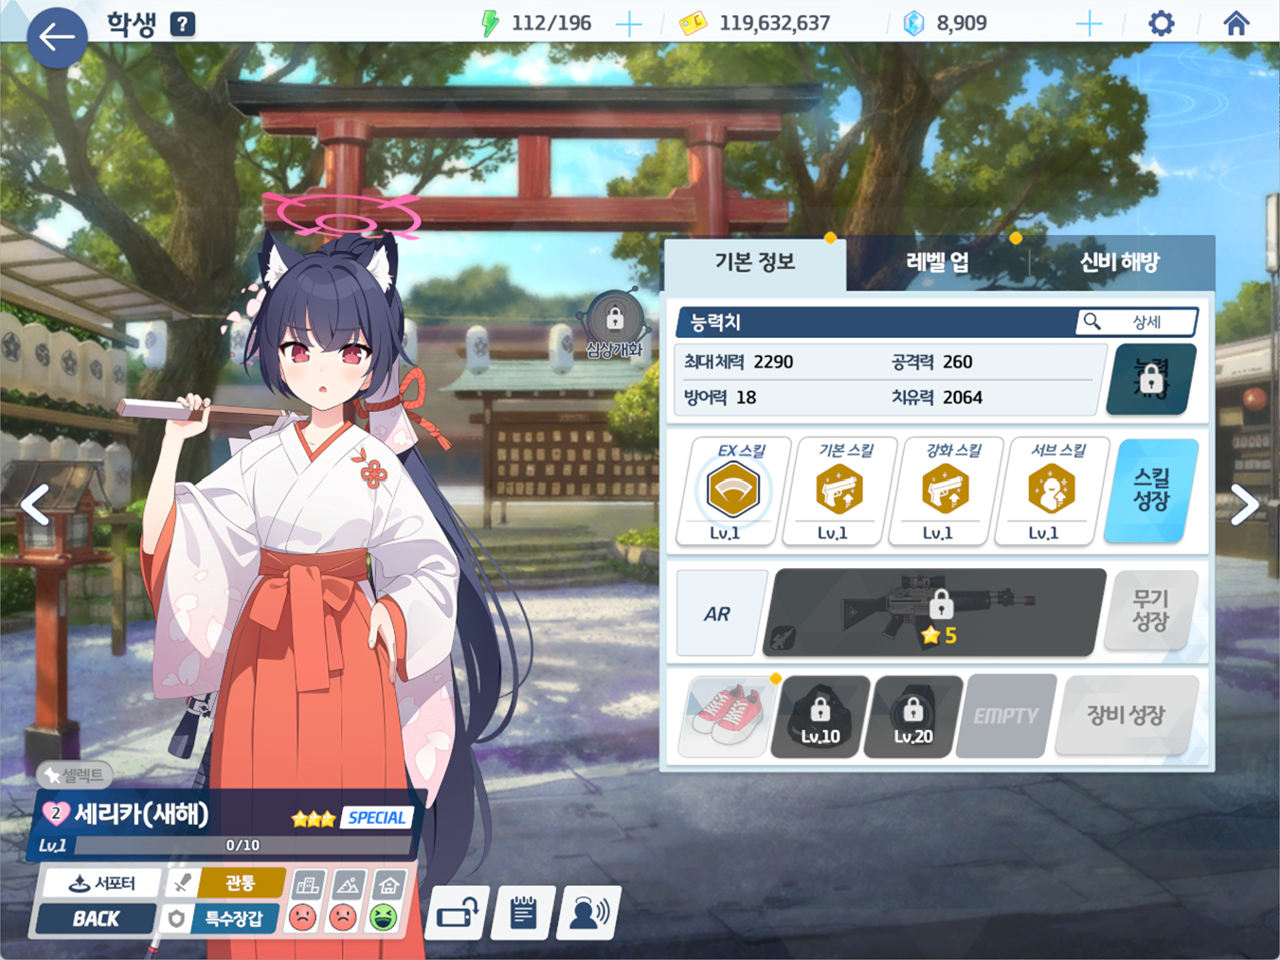 학생 ?
112/196
119,632,637
8,909
기본 정보
레벨 업
신비 해방
심상개화
능력치
상세
최대 체력 2290
공격력 260
방어력 18
치유력 2064
EX 스킬
기본 스킬
강화 스킬
서브 스킬
Lv.1
Lv.1
Lv.1
Lv.1
스킬
성장
AR
5
무기
성장
Lv.10
Lv.20
EMPTY
장비 성장
셀렉트
2 세리카(새해)
SPECIAL
Lv.1
0/10
서포터
관통
BACK
특수장갑